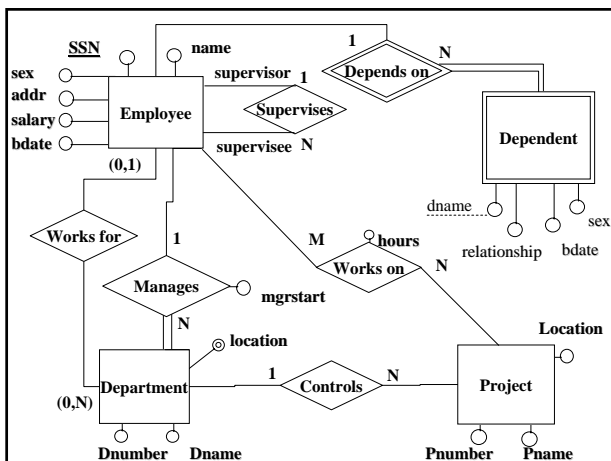 SSN
name
sex
addr
salary
bdate
Employee
supervisor
1
Supervises
supervisee
N
1
Depends on
N
Dependent
dname
relationship
bdate
sex
(0,1)
Works for
1
Manages
mgrstart
N
M
hours
Works on
N
location
Location
Department
(0,N)
1
Controls
N
Project
Dnumber
Dname
Pnumber
Pname